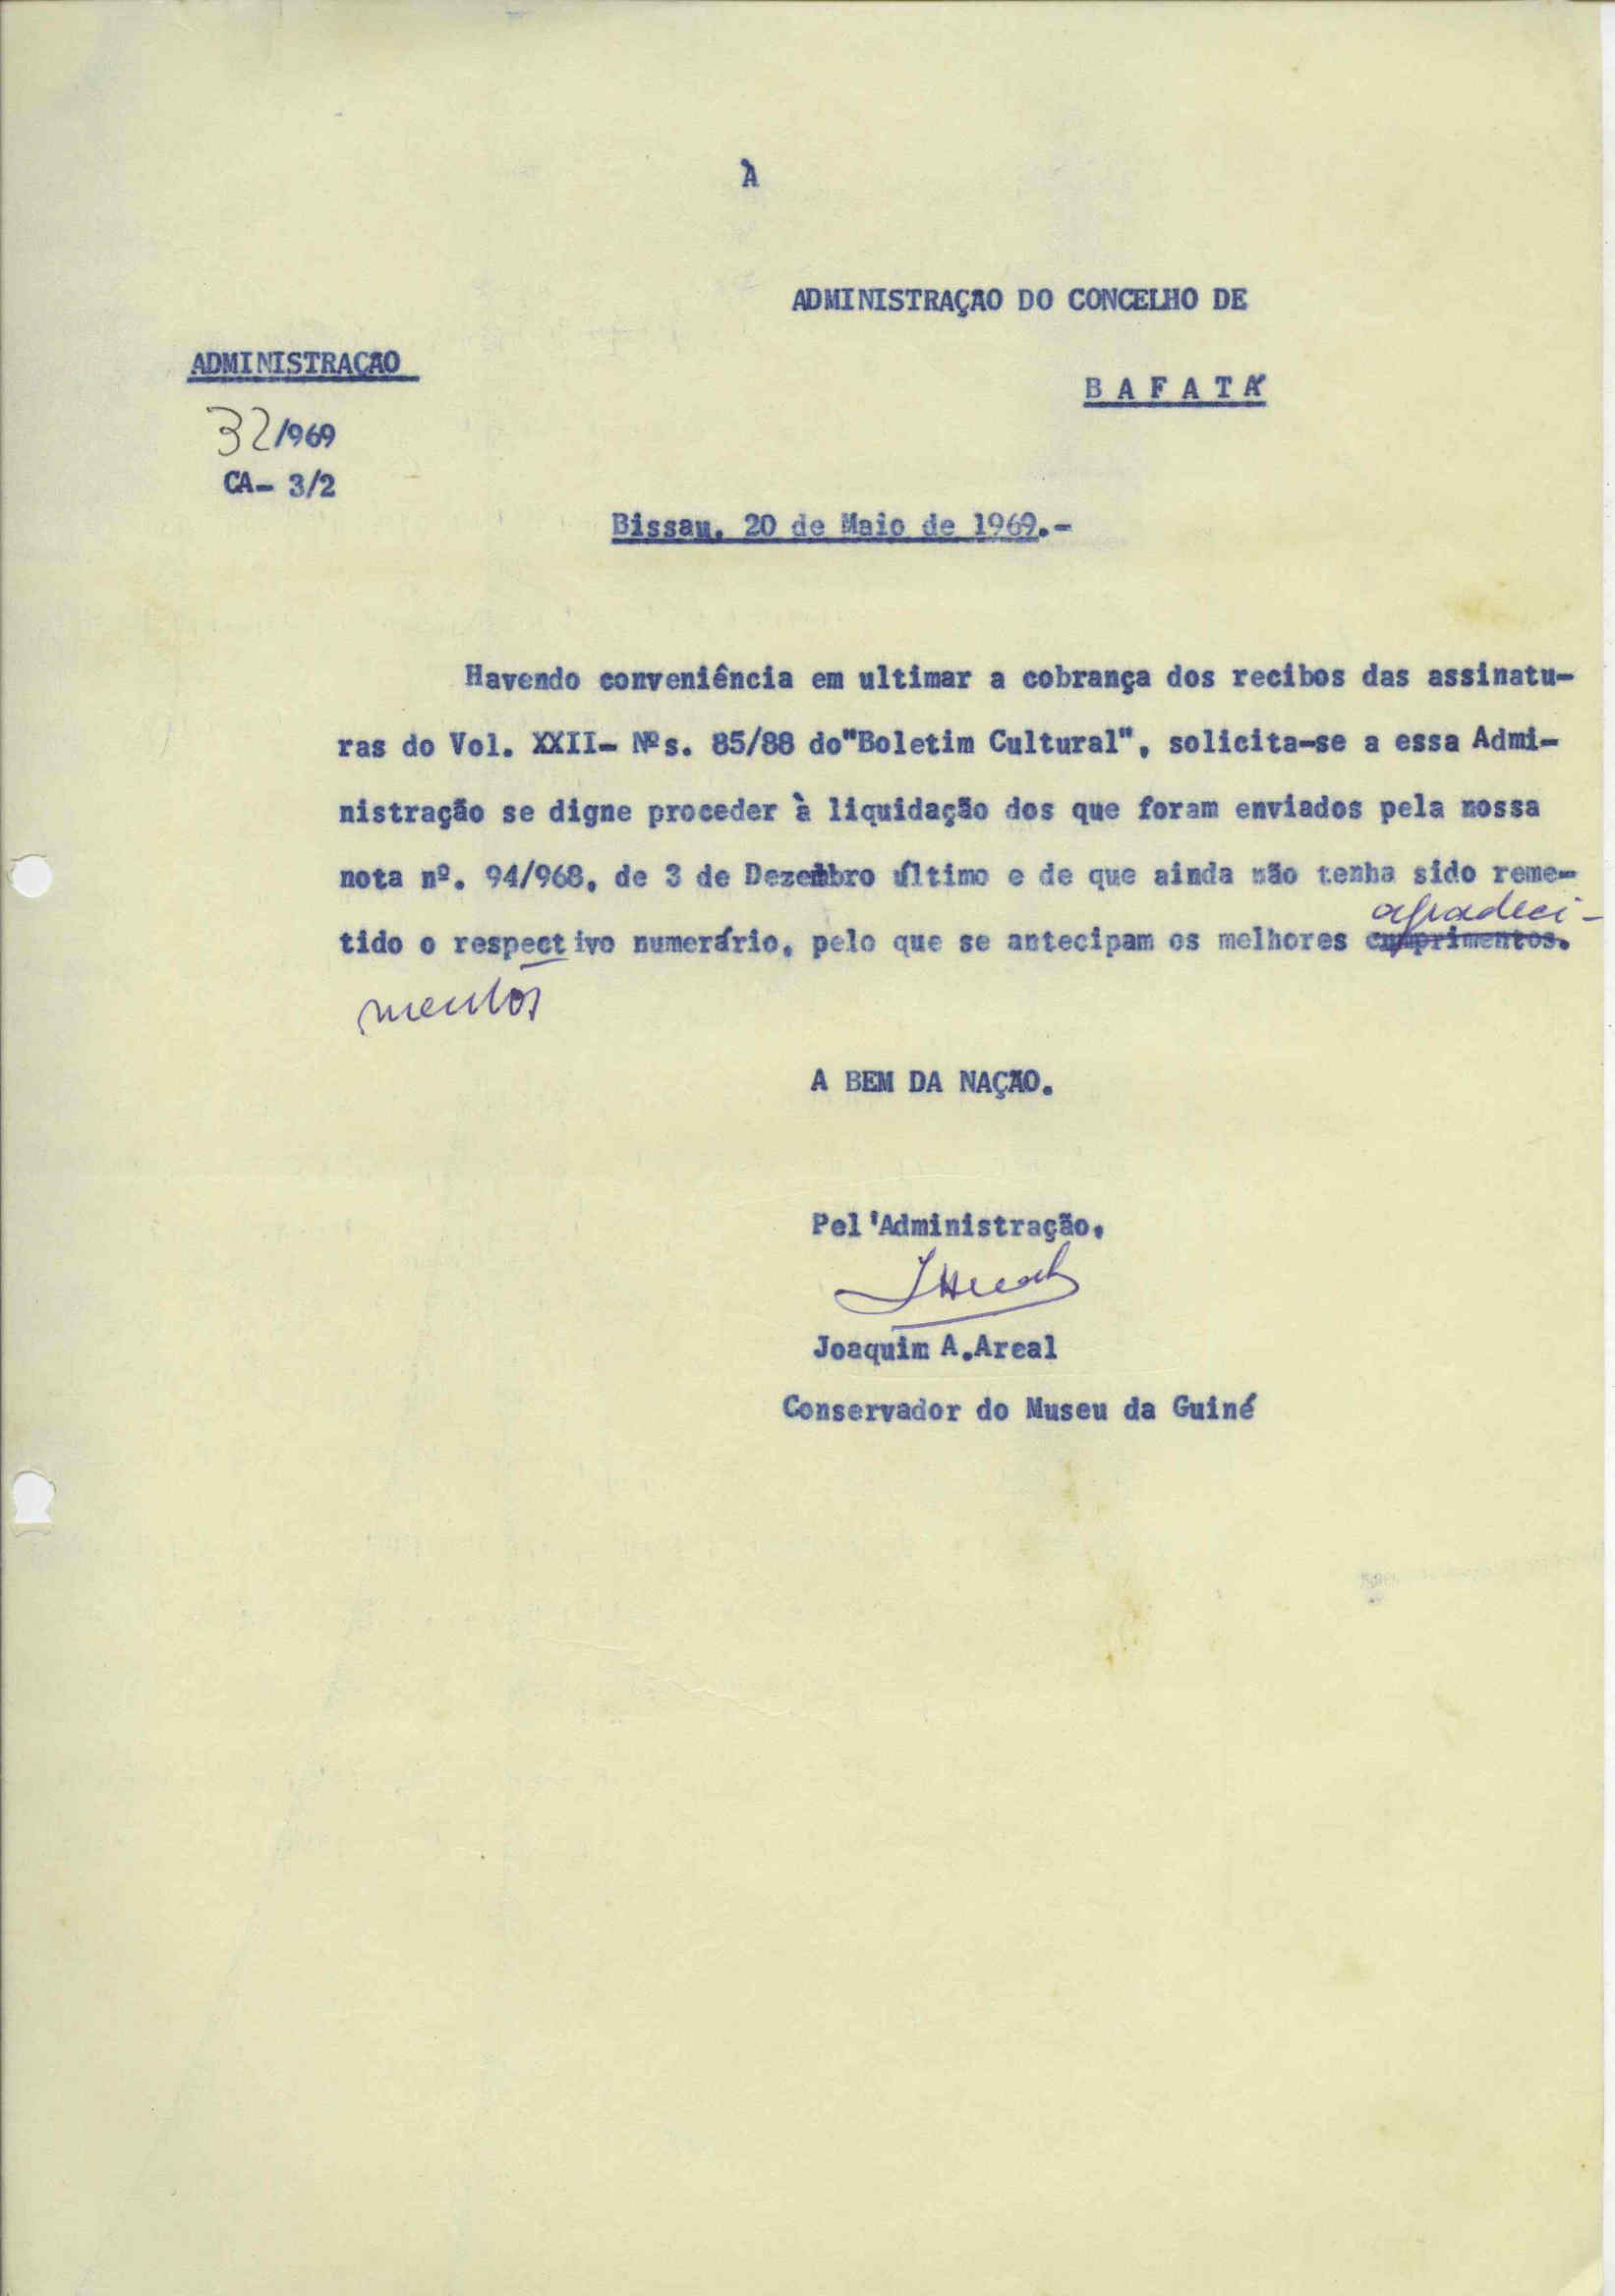 À
ADMINISTRAÇÃO DO CONCELHO DE
ADMINISTRAÇÃO
B A F A T Á
32/969
CA- 3/2
Bissau, 20 de Maio de 1969.-
Havendo conveniência em ultimar a cobrança dos recibos das assinatu-
ras do Vol. XXII- Nºs. 85/88 do"Boletim Cultural", solicita-se a essa Admi-
nistração se digne proceder à liquidação dos que foram enviados pela nossa
nota nº. 94/968, de 3 de Dezembro último e de que ainda não tenha sido reme-
agradeci-
tido o respectivo numerário, pelo que se antecipam os melhores cumprimentos.
mentos
A BEM DA NAÇÃO.
Pel'Administração,
JAreal
Joaquim A.Areal
Conservador do Museu da Guiné